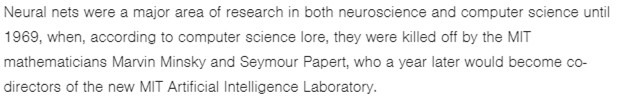 Neural nets were a major area of research in both neuroscience and computer science until
1969, when, according to computer science lore, they were killed off by the MIT
mathematicians Marvin Minsky and Seymour Papert, who a year later would become co-
directors of the new MIT Artificial Intelligence Laboratory.